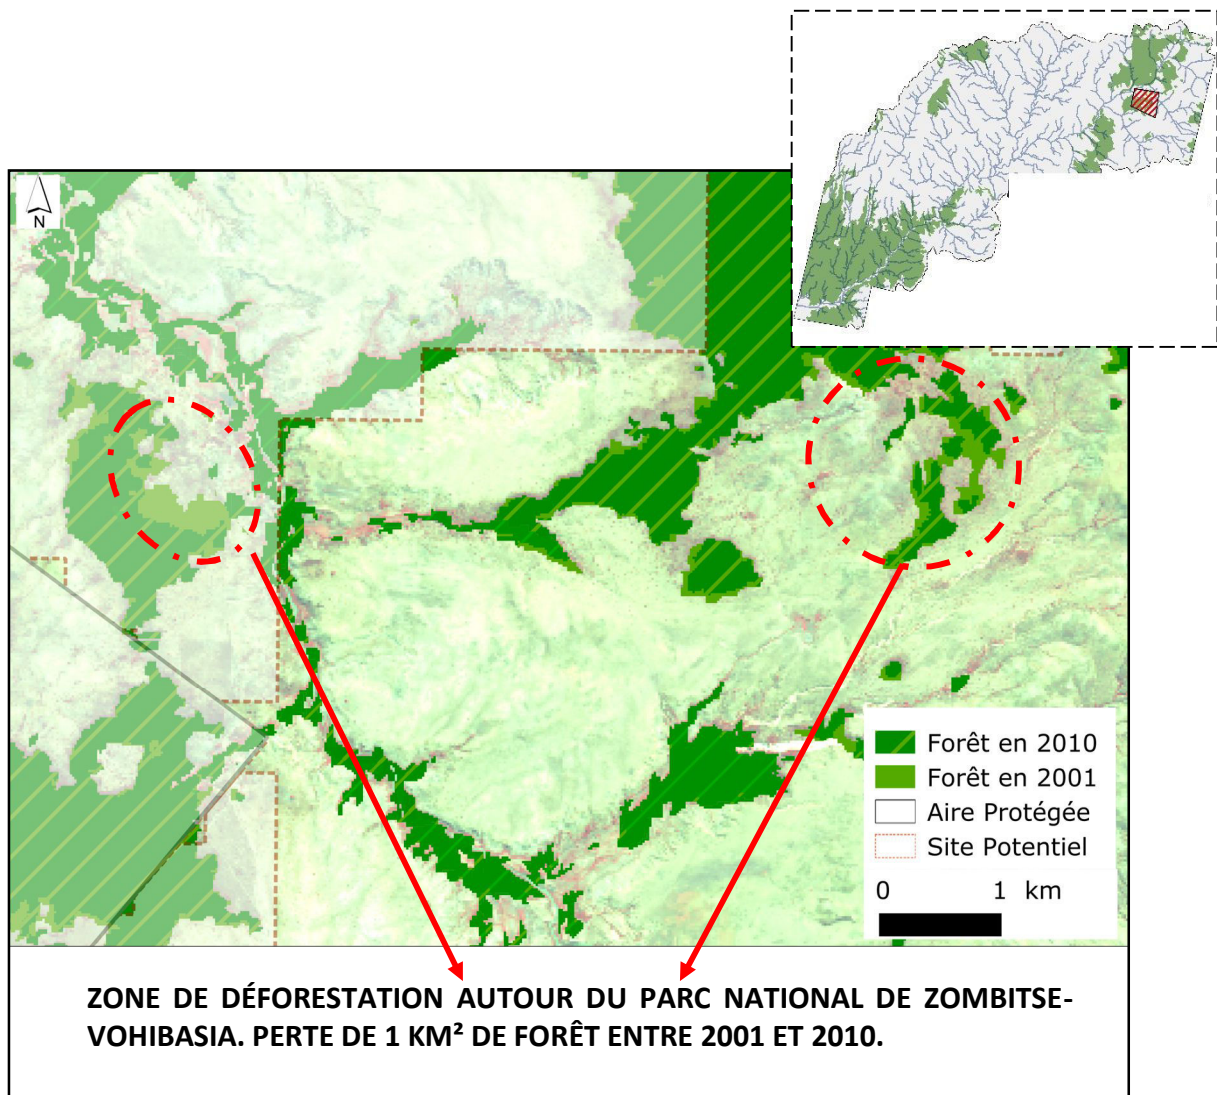 N
Forêt en 2010
Forêt en 2001
Aire Protégée
Site Potentiel
0 1 km
ZONE DE DÉFORESTATION AUTOUR DU PARC NATIONAL DE ZOMBITSE-
VOHIBASIA. PERTE DE 1 KM² DE FORÊT ENTRE 2001 ET 2010.